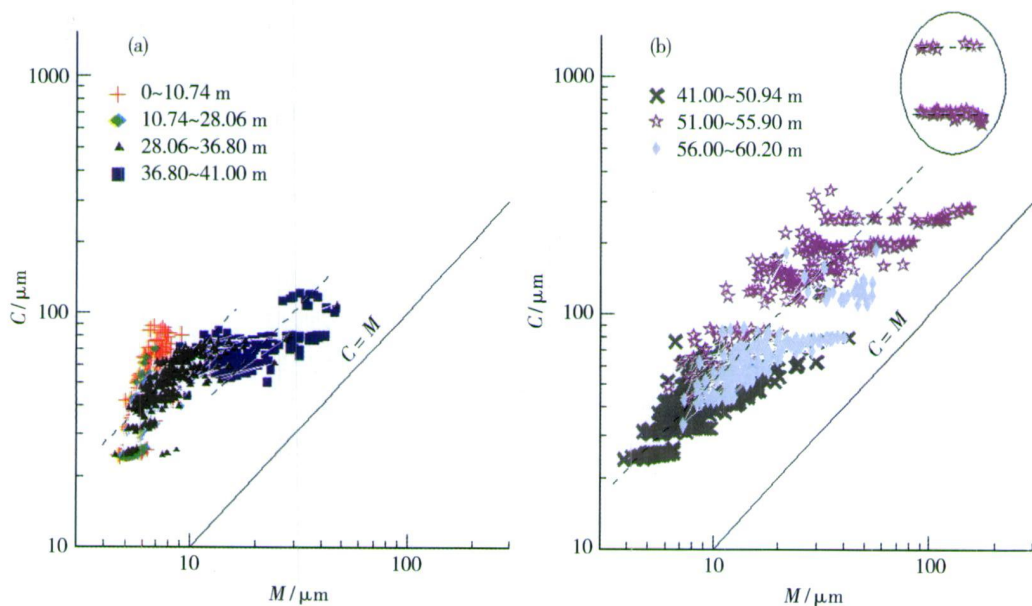 (a)
1000
100
10
C/μm
0~10.74 m
10.74~28.06 m
28.06~36.80 m
36.80~41.00 m
C=M
10
100
M/μm
(b)
1000
100
10
C/μm
41.00~50.94 m
51.00~55.90 m
56.00~60.20 m
C=M
10
100
M/μm